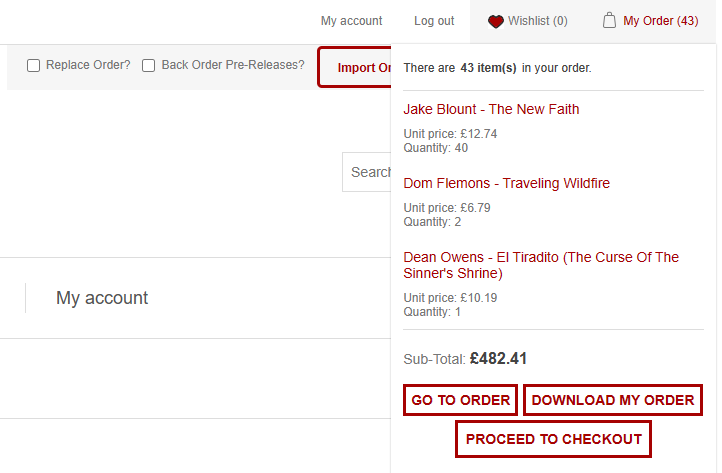 My account Log out Wishlist (0) My Order (43)
Replace Order? Back Order Pre-Releases? Import Or
There are 43 item(s) in your order.
Jake Blount - The New Faith
Unit price: £12.74
Quantity: 40
Search
Dom Flemons - Traveling Wildfire
Unit price: £6.79
Quantity: 2
Dean Owens - El Tiradito (The Curse Of The
Sinner's Shrine)
Unit price: £10.19
Quantity: 1
My account
Sub-Total: £482.41
GO TO ORDER DOWNLOAD MY ORDER
PROCEED TO CHECKOUT